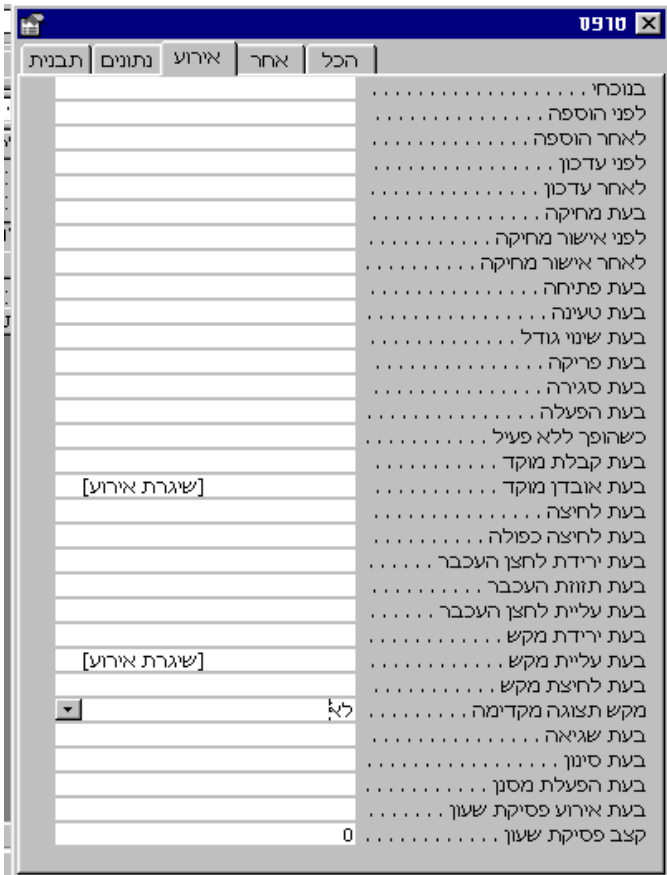 טופס
הכל אחר אירוע נתונים תבנית
בנוכחי . . . . . . . . . . . . . . . . . . .
לפני הוספה . . . . . . . . . . . . . . .
לאחר הוספה . . . . . . . . . . . . . .
לפני עדכון . . . . . . . . . . . . . . . . .
לאחר עדכון . . . . . . . . . . . . . . .
בעת מחיקה . . . . . . . . . . . . . . . .
לפני אישור מחיקה . . . . . . . . . . .
לאחר אישור מחיקה . . . . . . . . . .
בעת פתיחה . . . . . . . . . . . . . . .
בעת טעינה . . . . . . . . . . . . . . . .
בעת שינוי גודל . . . . . . . . . . . . .
בעת פריקה . . . . . . . . . . . . . . . .
בעת סגירה . . . . . . . . . . . . . . . .
בעת הפעלה . . . . . . . . . . . . . . .
כשהופך ללא פעיל . . . . . . . . . . .
בעת קבלת מוקד . . . . . . . . . . . .
בעת אובדן מוקד . . . . . . . . . . . . [שיגרת אירוע]
בעת לחיצה . . . . . . . . . . . . . . . .
בעת לחיצה כפולה . . . . . . . . . . .
בעת ירידת לחצן העכבר . . . . . .
בעת תזוזת העכבר . . . . . . . . . . .
בעת עליית לחצן העכבר . . . . . .
בעת ירידת מקש . . . . . . . . . . . .
בעת עליית מקש . . . . . . . . . . . . [שיגרת אירוע]
בעת לחיצת מקש . . . . . . . . . . . .
מקש תצוגה מקדימה . . . . . . . . . לא
בעת שגיאה . . . . . . . . . . . . . . . .
בעת סינון . . . . . . . . . . . . . . . . .
בעת הפעלת מסנן . . . . . . . . . . .
בעת אירוע פסיקת שעון . . . . . . .
קצב פסיקת שעון . . . . . . . . . . . . 0